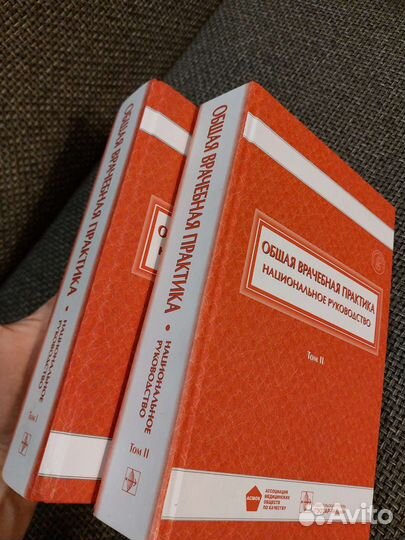 ОБЩАЯ ВРАЧЕБНАЯ ПРАКТИКА • НАЦИОНАЛЬНОЕ
РУКОВОДСТВО
Том I
ОБЩАЯ ВРАЧЕБНАЯ ПРАКТИКА • НАЦИОНАЛЬНОЕ
РУКОВОДСТВО
Том II
ОБЩАЯ ВРАЧЕБНАЯ ПРАКТИКА
НАЦИОНАЛЬНОЕ РУКОВОДСТВО
Том II
АСМОК
АССОЦИАЦИЯ
МЕДИЦИНСКИХ
ОБЩЕСТВ
ПО КАЧЕСТВУ
Avito